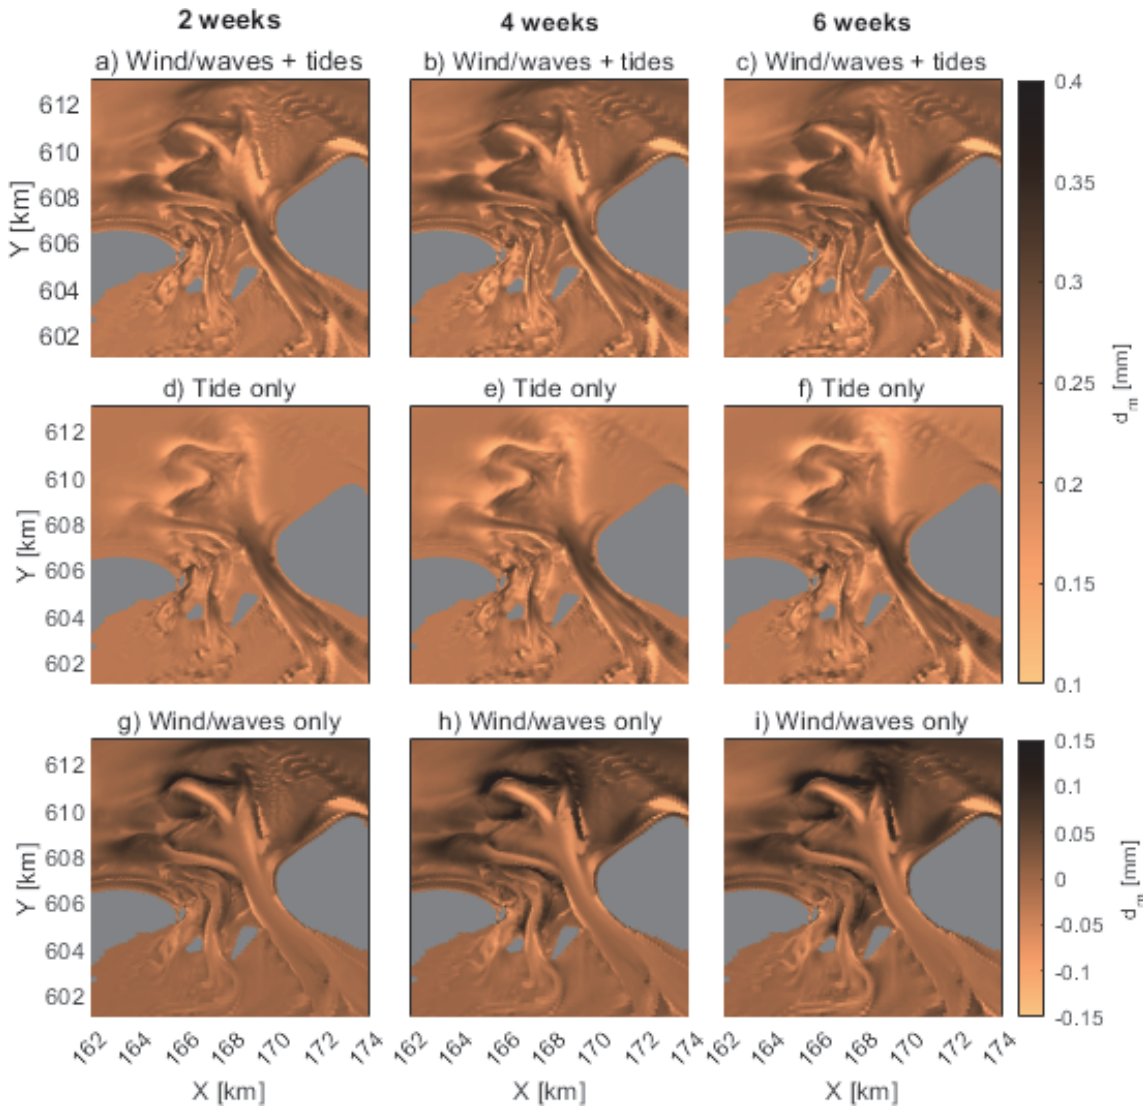 2 weeks 4 weeks 6 weeks
a) Wind/waves + tides b) Wind/waves + tides c) Wind/waves + tides
612
610
608
606
604
602
Y [km]
0.4
0.35
0.3
0.25
0.2
0.15
0.1
d_m [mm]
d) Tide only e) Tide only f) Tide only
612
610
608
606
604
602
Y [km]
g) Wind/waves only h) Wind/waves only i) Wind/waves only
612
610
608
606
604
602
Y [km]
0.15
0.1
0.05
0
-0.05
-0.1
-0.15
d_m [mm]
162 164 166 168 170 172 174 162 164 166 168 170 172 174 162 164 166 168 170 172 174
X [km] X [km] X [km]